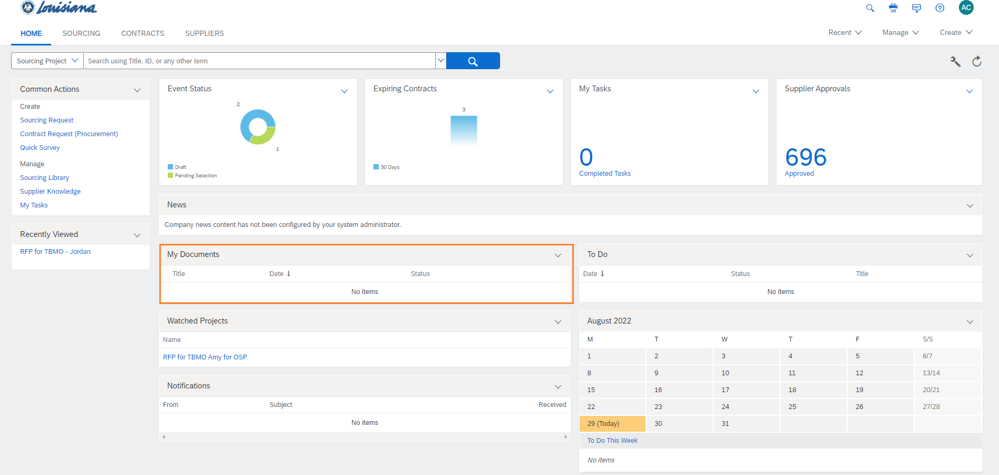 Louisiana
AC
HOME SOURCING CONTRACTS SUPPLIERS
Recent Manage Create
Sourcing Project Search using Title, ID, or any other term
Common Actions
Create
Sourcing Request
Contract Request (Procurement)
Quick Survey
Manage
Sourcing Library
Supplier Knowledge
My Tasks
Recently Viewed
RFP for TBMO - Jordan
Event Status
2
1
Draft
Pending Selection
Expiring Contracts
3
30 Days
My Tasks
0
Completed Tasks
Supplier Approvals
696
Approved
News
Company news content has not been configured by your system administrator.
My Documents
Title Date Status
No items
To Do
Date Status Title
No items
Watched Projects
Name
RFP for TBMO Amy for OSP
Notifications
From Subject Received
No items
August 2022
M T W T F S/S
1 2 3 4 5 6/7
8 9 10 11 12 13/14
15 16 17 18 19 20/21
22 23 24 25 26 27/28
29 (Today) 30 31
To Do This Week
No items